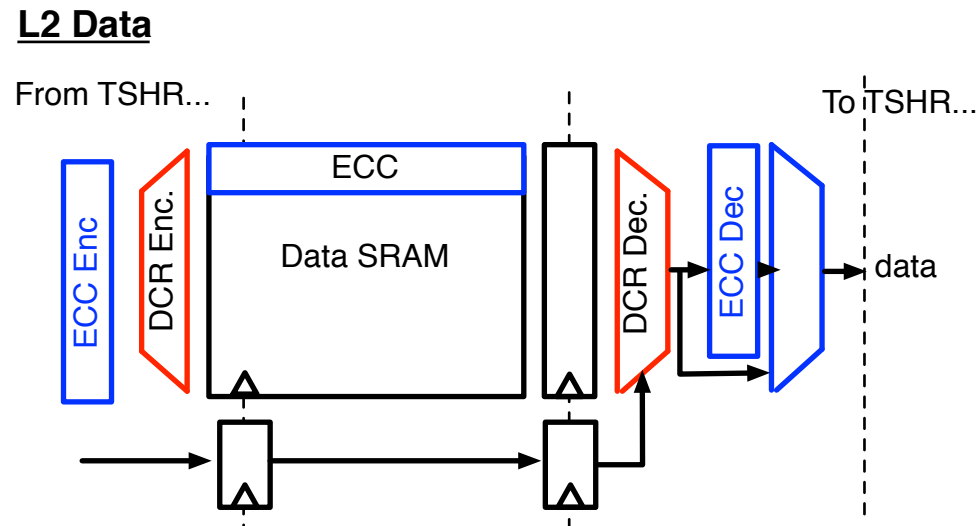 L2 Data
From TSHR...
To TSHR...
ECC Enc
DCR Enc.
ECC
Data SRAM
DCR Dec.
ECC Dec
data